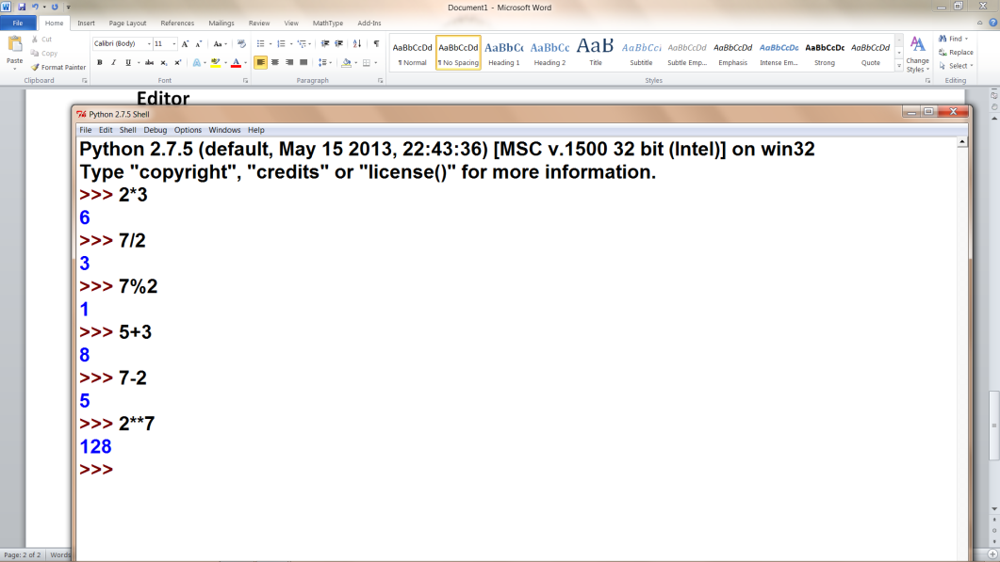 Document1 - Microsoft Word
File Home Insert Page Layout References Mailings Review View MathType Add-Ins
Paste
Cut
Copy
Format Painter
Clipboard
Calibri (Body) 11
Font
Paragraph
AaBbCcDd AaBbCcDd AaBbCc AaBbCc AaB AaBbCc AaBbCcDd AaBbCcDd AaBbCcDc AaBbCcDc AaBbCcDd
¶ Normal ¶ No Spacing Heading 1 Heading 2 Title Subtitle Subtle Emp... Emphasis Intense Em... Strong Quote
Change
Styles
Styles
Find
Replace
Select
Editing
Editor
Python 2.7.5 Shell
File Edit Shell Debug Options Windows Help
Python 2.7.5 (default, May 15 2013, 22:43:36) [MSC v.1500 32 bit (Intel)] on win32
Type "copyright", "credits" or "license()" for more information.
>>> 2*3
6
>>> 7/2
3
>>> 7%2
1
>>> 5+3
8
>>> 7-2
5
>>> 2**7
128
>>>
Page: 2 of 2 Words